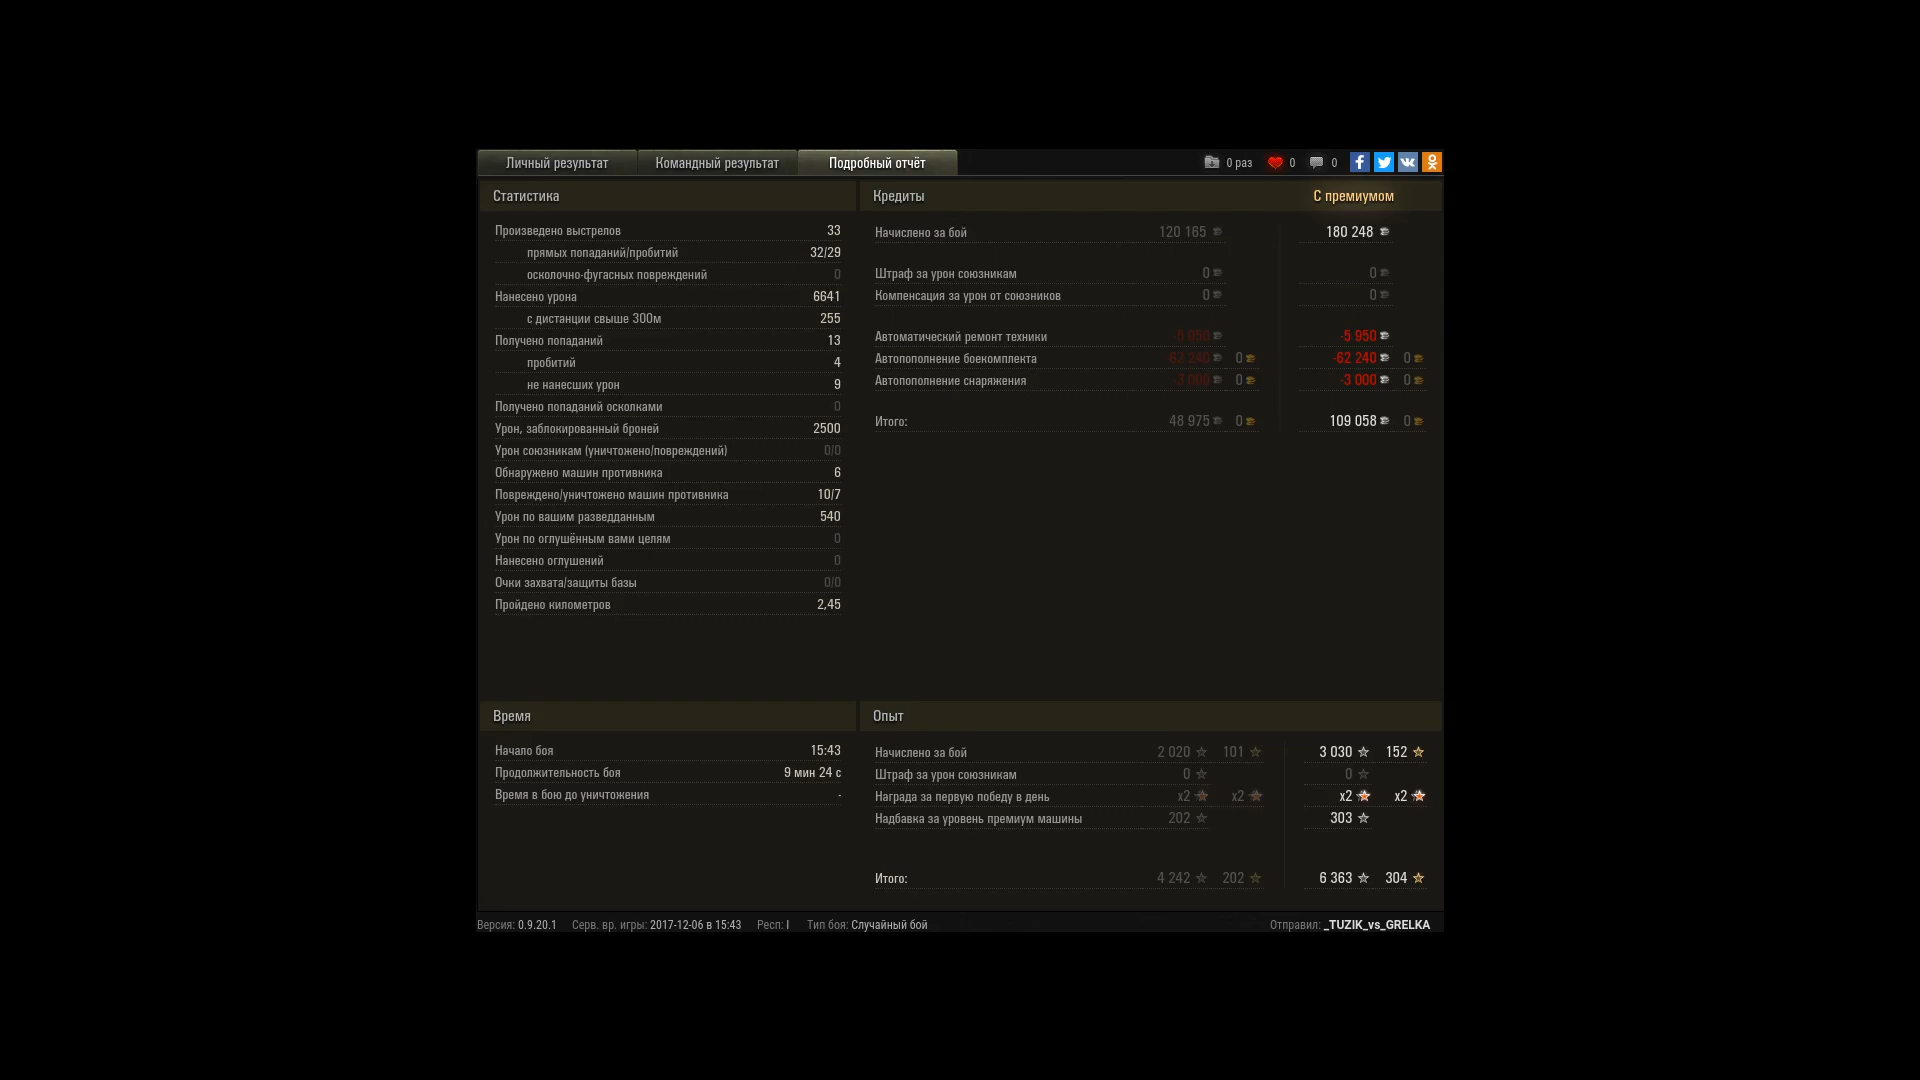 Личный результат Командный результат Подробный отчёт 0 раз 0 0
Статистика
Произведено выстрелов 33
прямых попаданий/пробитий 32/29
осколочно-фугасных повреждений 0
Нанесено урона 6641
с дистанции свыше 300м 255
Получено попаданий 13
пробитий 4
не нанесших урон 9
Получено попаданий осколками 0
Урон, заблокированный броней 2500
Урон союзникам (уничтожено/повреждений) 0/0
Обнаружено машин противника 6
Повреждено/уничтожено машин противника 10/7
Урон по вашим разведданным 540
Урон по оглушённым вами целям 0
Нанесено оглушений 0
Очки захвата/защиты базы 0/0
Пройдено километров 2,45
Кредиты С премиумом
Начислено за бой 120 165 180 248
Штраф за урон союзникам 0 0
Компенсация за урон от союзников 0 0
Автоматический ремонт техники -5 950 -5 950
Автопополнение боекомплекта -62 240 0 -62 240 0
Автопополнение снаряжения -3 000 0 -3 000 0
Итого: 48 975 0 109 058 0
Время
Начало боя 15:43
Продолжительность боя 9 мин 24 с
Время в бою до уничтожения -
Опыт
Начислено за бой 2 020 101 3 030 152
Штраф за урон союзникам 0 0
Награда за первую победу в день x2 x2 x2 x2
Надбавка за уровень премиум машины 202 303
Итого: 4 242 202 6 363 304
Версия: 0.9.20.1 Серв. вр. игры: 2017-12-06 в 15:43 Респ: I Тип боя: Случайный бой Отправил: _TUZIK_vs_GRELKA